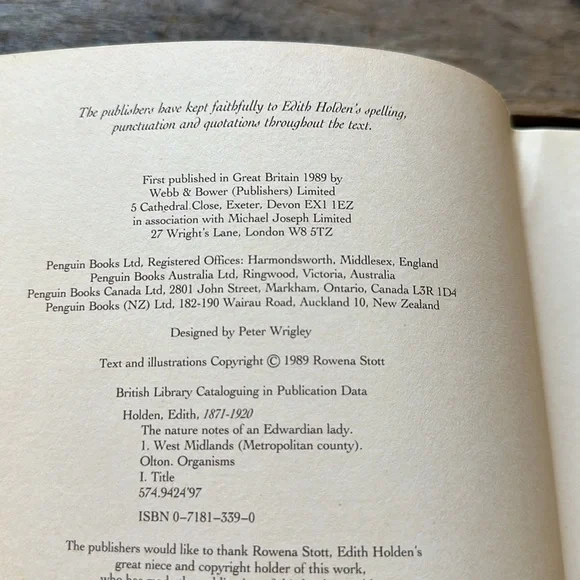 The publishers have kept faithfully to Edith Holden's spelling,
punctuation and quotations throughout the text.
First published in Great Britain 1989 by
Webb & Bower (Publishers) Limited
5 Cathedral Close, Exeter, Devon EX1 1EZ
in association with Michael Joseph Limited
27 Wright's Lane, London W8 5TZ
Penguin Books Ltd, Registered Offices: Harmondsworth, Middlesex, England
Penguin Books Australia Ltd, Ringwood, Victoria, Australia
Penguin Books Canada Ltd, 2801 John Street, Markham, Ontario, Canada L3R 1D4
Penguin Books (NZ) Ltd, 182-190 Wairau Road, Auckland 10, New Zealand
Designed by Peter Wrigley
Text and illustrations Copyright © 1989 Rowena Stott
British Library Cataloguing in Publication Data
Holden, Edith, 1871-1920
The nature notes of an Edwardian lady.
1. West Midlands (Metropolitan county).
Olton. Organisms
I. Title
574.9424'97
ISBN 0-7181-339-0
The publishers would like to thank Rowena Stott, Edith Holden's
great niece and copyright holder of this work,